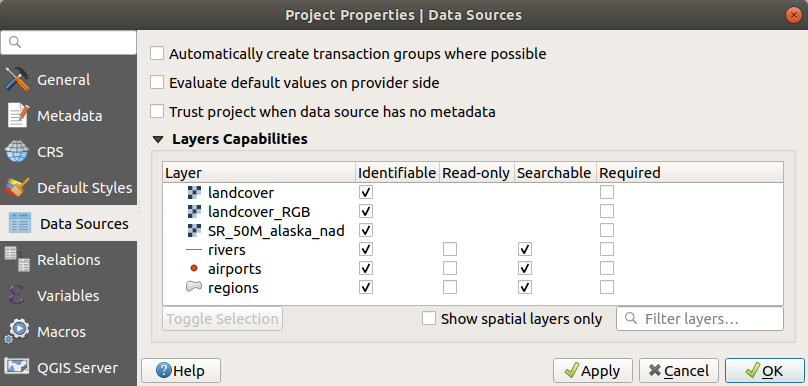 Project Properties | Data Sources
General
Metadata
CRS
Default Styles
Data Sources
Relations
Variables
Macros
QGIS Server
Automatically create transaction groups where possible
Evaluate default values on provider side
Trust project when data source has no metadata
Layers Capabilities
Layer Identifiable Read-only Searchable Required
landcover
landcover_RGB
SR_50M_alaska_nad
rivers
airports
regions
Toggle Selection Show spatial layers only Filter layers...
Help Apply Cancel OK